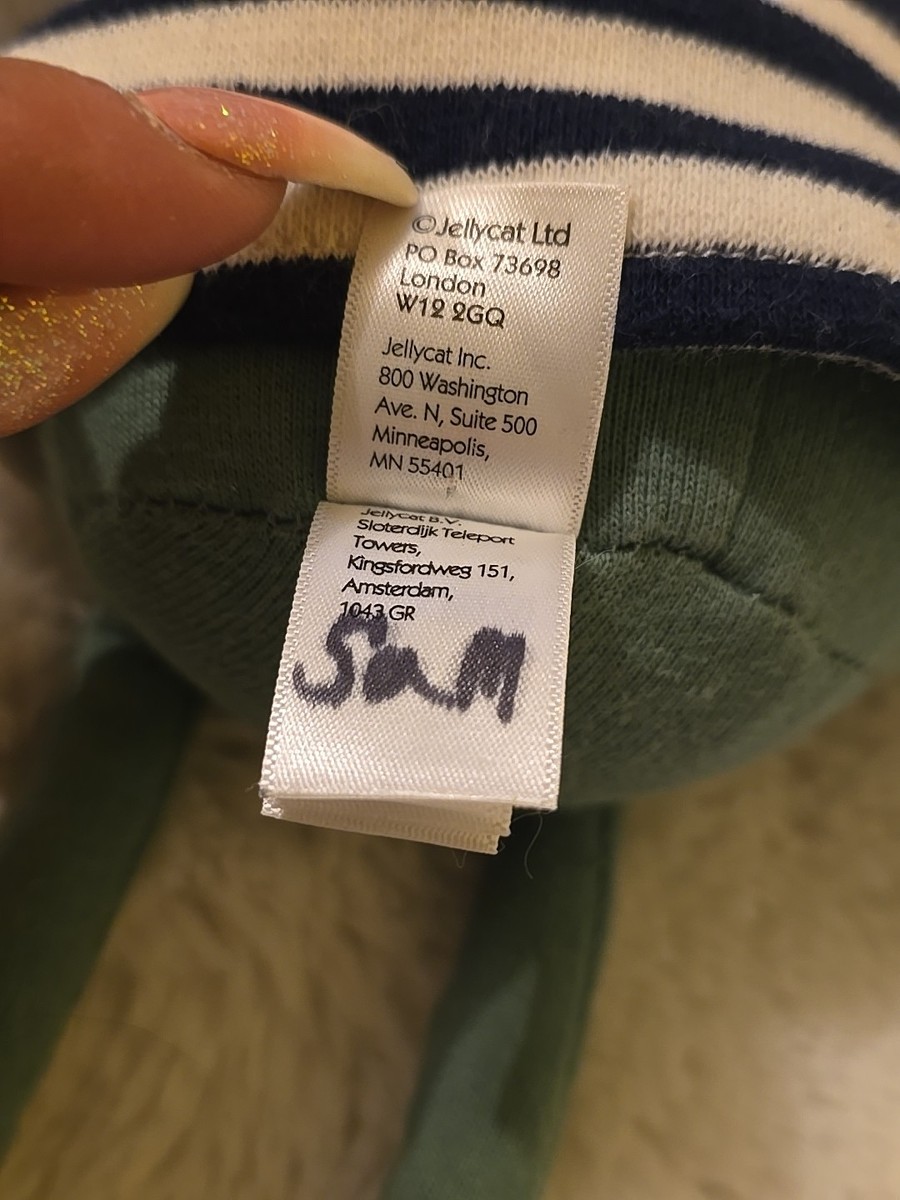 ©Jellycat Ltd
PO Box 73698
London
W12 2GQ
Jellycat Inc.
800 Washington
Ave. N, Suite 500
Minneapolis,
MN 55401
Jellycat B.V.
Sloterdijk Teleport
Towers,
Kingsfordweg 151,
Amsterdam,
1043 GR
SaM